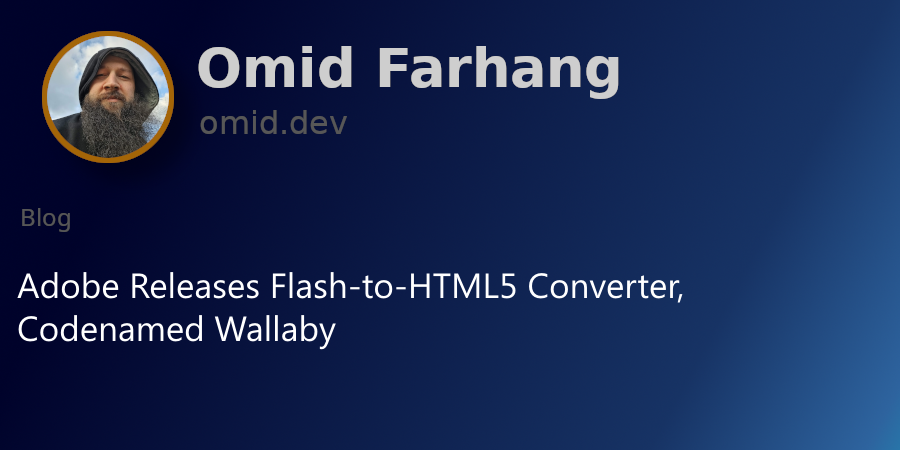 Omid Farhang
omid.dev
Blog
Adobe Releases Flash-to-HTML5 Converter,
Codenamed Wallaby